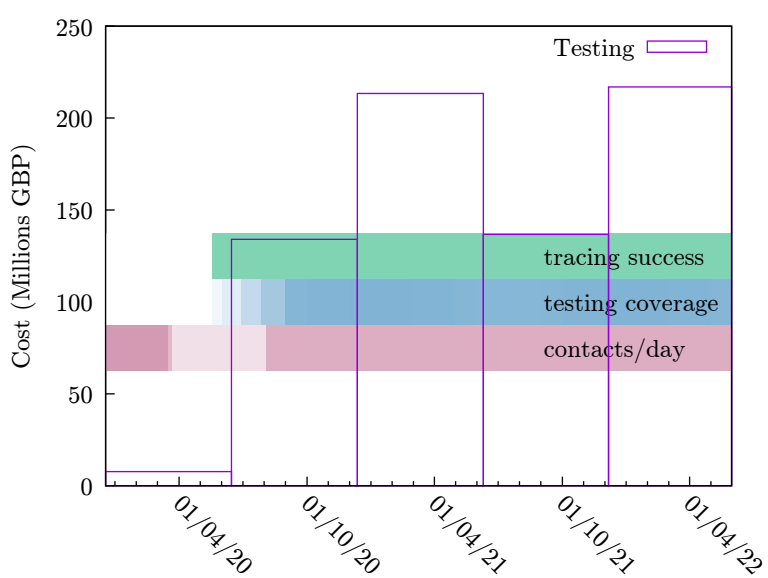 250
Testing
200
150
100
50
0
Cost (Millions GBP)
tracing success
testing coverage
contacts/day
01/04/20
01/10/20
01/04/21
01/10/21
01/04/22